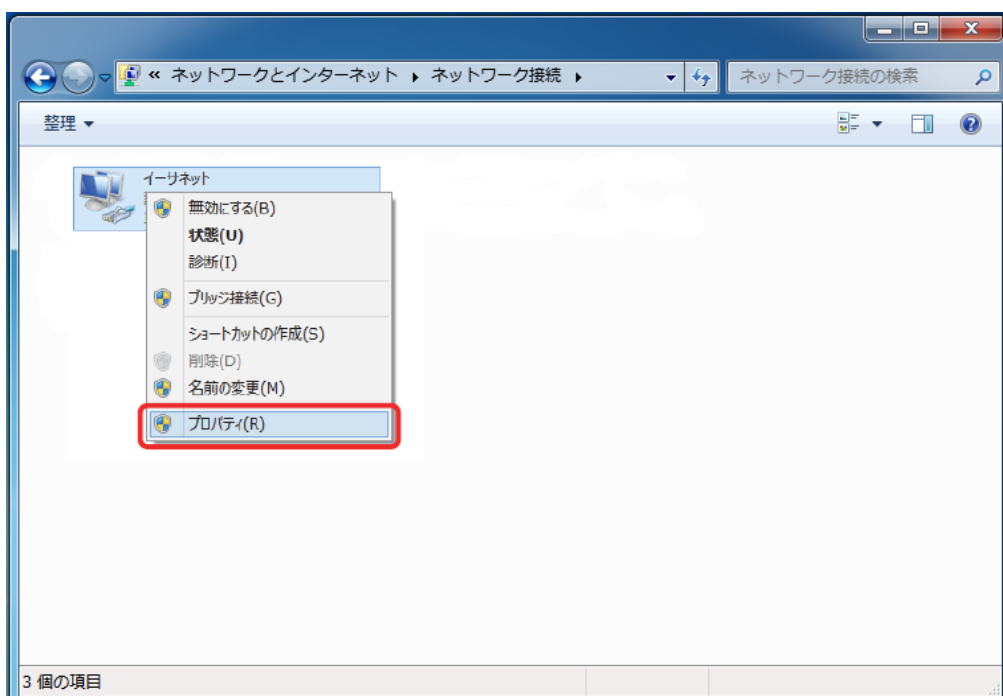 « ネットワークとインターネット ▸ ネットワーク接続 ▸
ネットワーク接続の検索
整理 ▼
イーサネット
無効にする(B)
状態(U)
診断(I)
ブリッジ接続(G)
ショートカットの作成(S)
削除(D)
名前の変更(M)
プロパティ(R)
3 個の項目